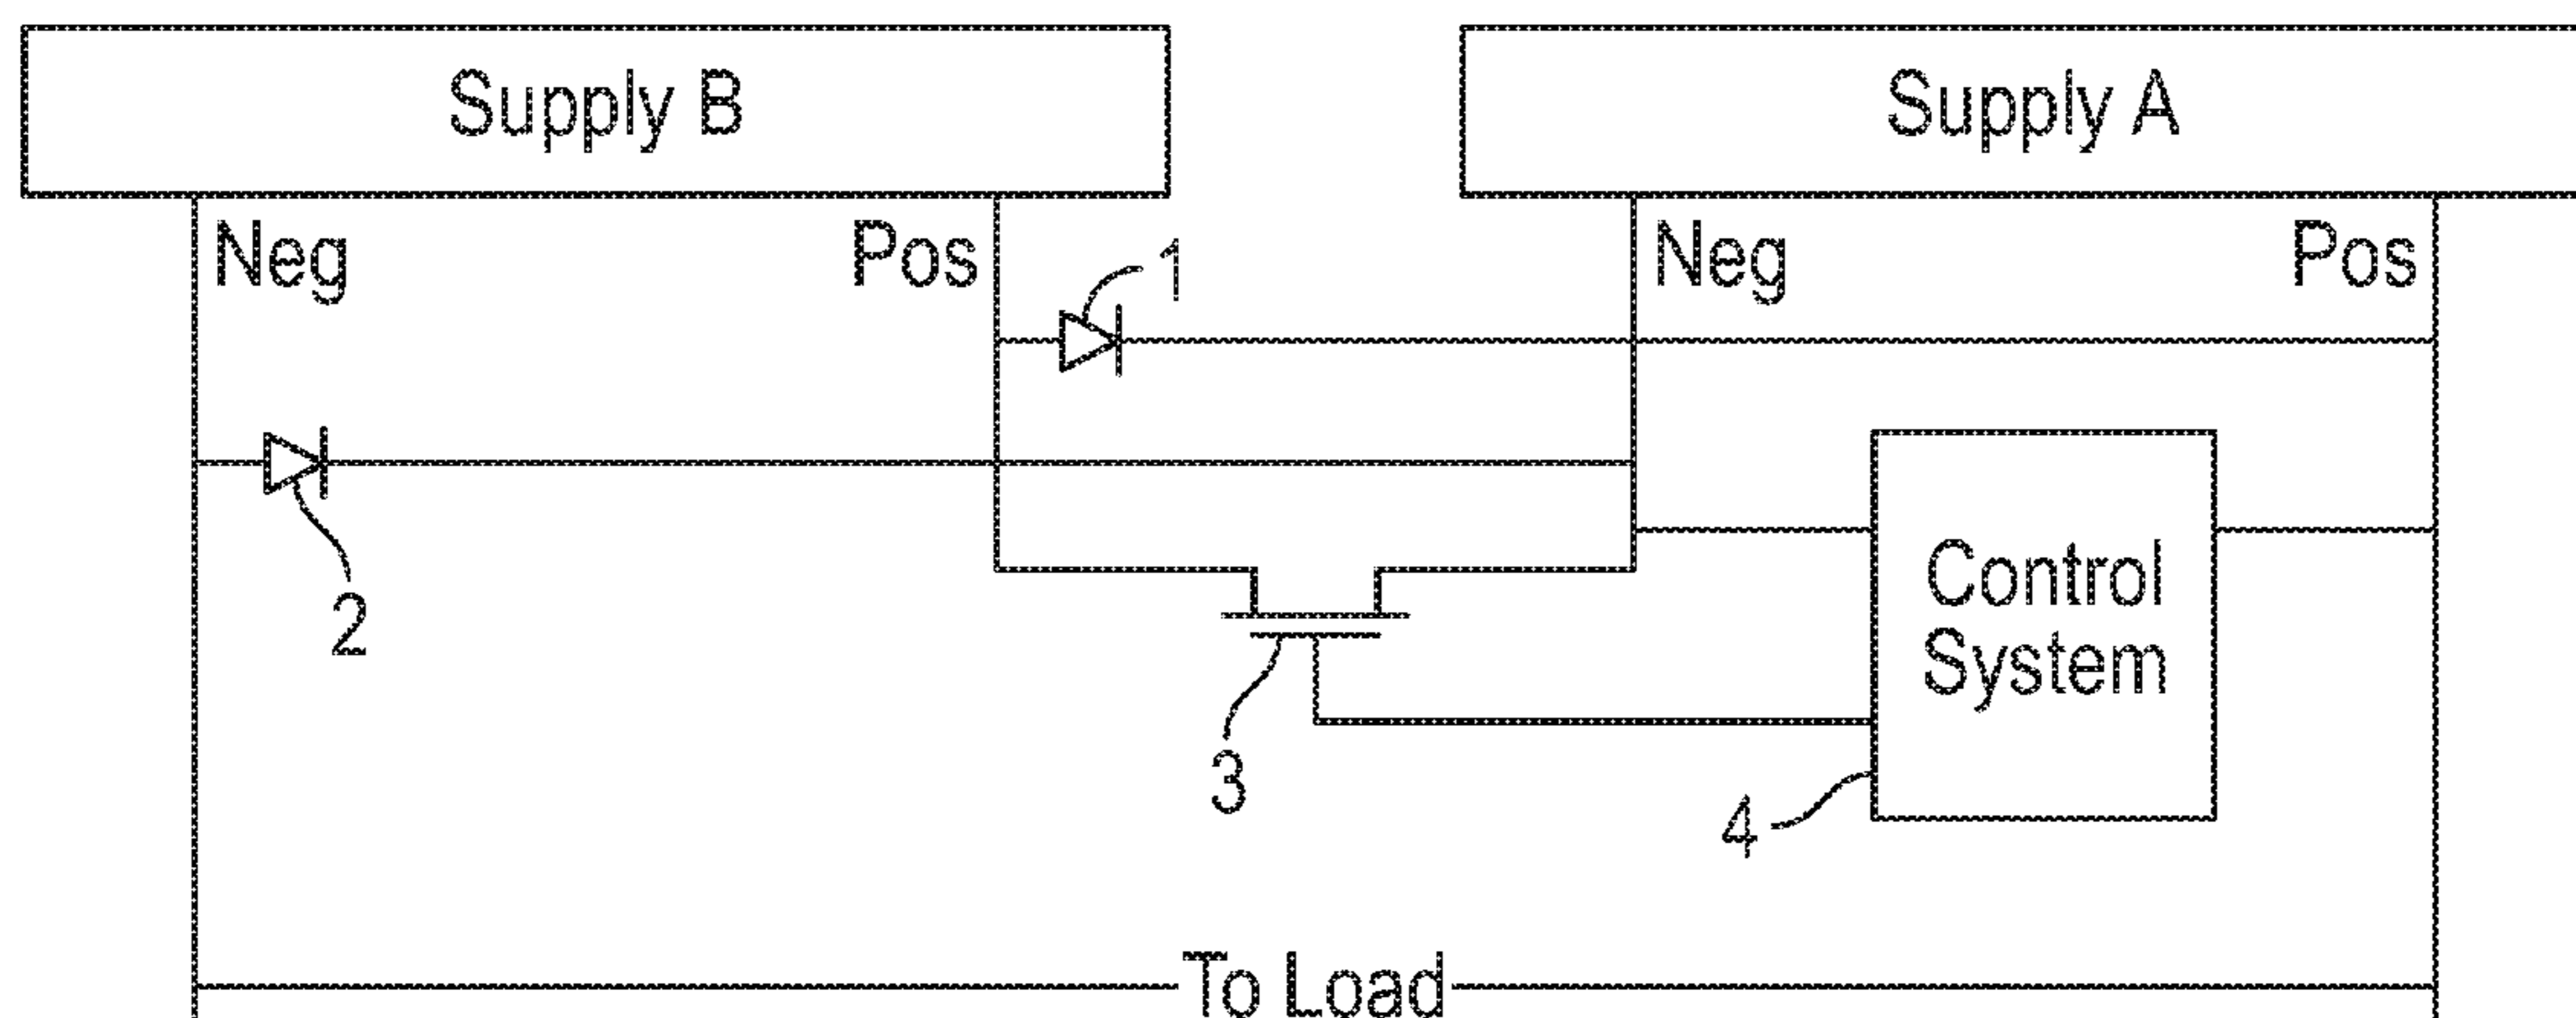 Supply B
Supply A
Neg
Pos
1
Neg
Pos
2
3
Control
System
4
To Load